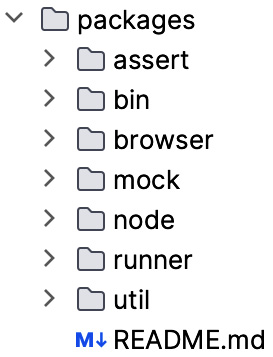 packages
assert
bin
browser
mock
node
runner
util
M↓ README.md